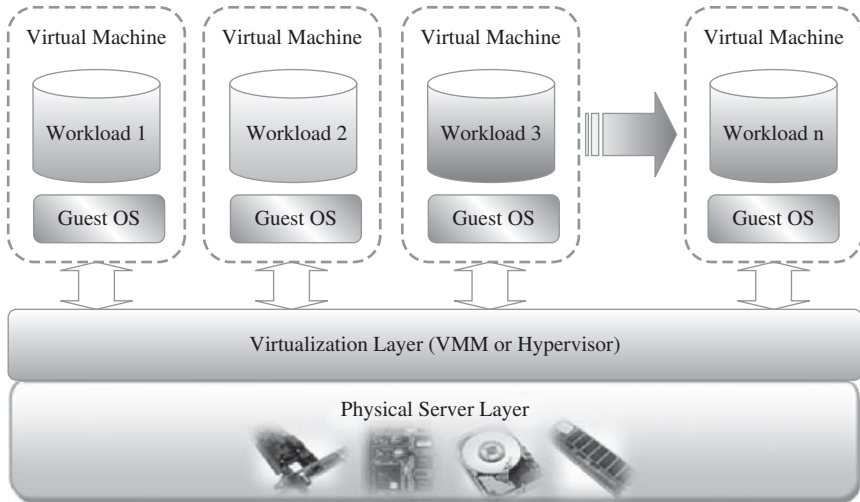 Virtual Machine
Virtual Machine
Virtual Machine
Virtual Machine
Workload 1
Workload 2
Workload 3
Workload n
Guest OS
Guest OS
Guest OS
Guest OS
Virtualization Layer (VMM or Hypervisor)
Physical Server Layer